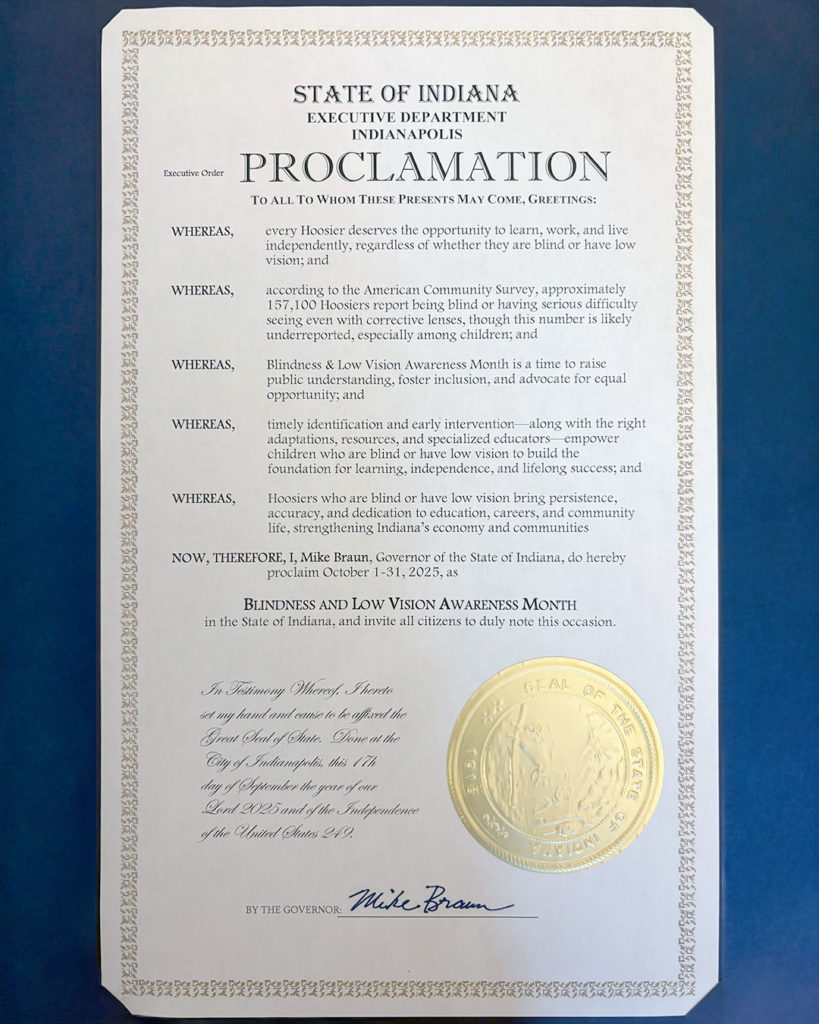 STATE OF INDIANA
EXECUTIVE DEPARTMENT
INDIANAPOLIS
Executive Order PROCLAMATION
TO ALL TO WHOM THESE PRESENTS MAY COME, GREETINGS:
WHEREAS, every Hoosier deserves the opportunity to learn, work, and live
independently, regardless of whether they are blind or have low
vision; and
WHEREAS, according to the American Community Survey, approximately
157,100 Hoosiers report being blind or having serious difficulty
seeing even with corrective lenses, though this number is likely
underreported, especially among children; and
WHEREAS, Blindness & Low Vision Awareness Month is a time to raise
public understanding, foster inclusion, and advocate for equal
opportunity; and
WHEREAS, timely identification and early intervention—along with the right
adaptations, resources, and specialized educators—empower
children who are blind or have low vision to build the
foundation for learning, independence, and lifelong success; and
WHEREAS, Hoosiers who are blind or have low vision bring persistence,
accuracy, and dedication to education, careers, and community
life, strengthening Indiana's economy and communities
NOW, THEREFORE, I, Mike Braun, Governor of the State of Indiana, do hereby
proclaim October 1-31, 2025, as
BLINDNESS AND LOW VISION AWARENESS MONTH
in the State of Indiana, and invite all citizens to duly note this occasion.
In Testimony Whereof, I hereto
set my hand and cause to be affixed the
Great Seal of State. Done at the
City of Indianapolis, this 17h
day of September the year of our
Lord 2025 and of the Independence
of the United States 249.
SEAL OF THE STATE OF INDIANA
1816
BY THE GOVERNOR: Mike Braun